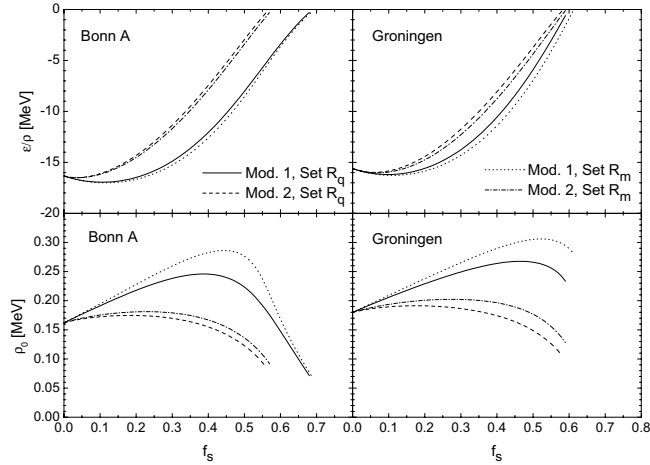 0
-5
-10
-15
-20
ε/ρ [MeV]
Bonn A
Groningen
Mod. 1, Set R_q
Mod. 2, Set R_q
Mod. 1, Set R_m
Mod. 2, Set R_m
0.30
0.25
0.20
0.15
0.10
0.05
0.00
ρ_0 [MeV]
Bonn A
Groningen
0.0 0.1 0.2 0.3 0.4 0.5 0.6 0.7 0.0 0.1 0.2 0.3 0.4 0.5 0.6 0.7 0.8
f_s f_s